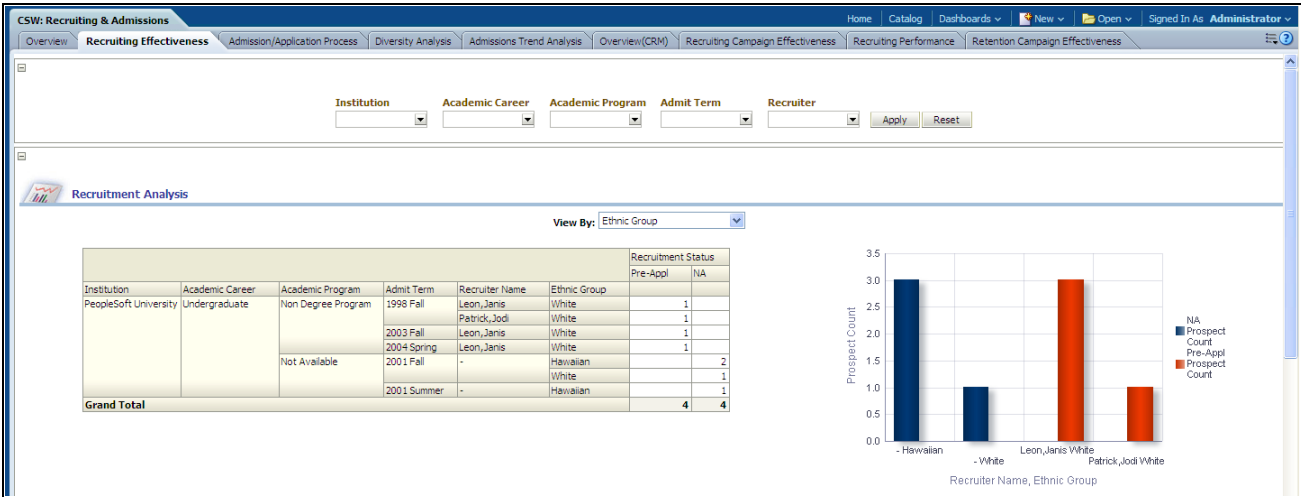 CSW: Recruiting & Admissions Home Catalog Dashboards New Open Signed In As Administrator
Overview Recruiting Effectiveness Admission/Application Process Diversity Analysis Admissions Trend Analysis Overview(CRM) Recruiting Campaign Effectiveness Recruiting Performance Retention Campaign Effectiveness
Institution Academic Career Academic Program Admit Term Recruiter
Apply Reset
Recruitment Analysis
View By: Ethnic Group
Recruitment Status
Pre-Appl NA
Institution Academic Career Academic Program Admit Term Recruiter Name Ethnic Group
PeopleSoft University Undergraduate Non Degree Program 1998 Fall Leon,Janis White 1
Patrick,Jodi White 1
2003 Fall Leon,Janis White 1
2004 Spring Leon,Janis White 1
Not Available 2001 Fall - Hawaiian 2
White 1
2001 Summer - Hawaiian 1
Grand Total 4 4
3.5
3.0
2.5
2.0
1.5
1.0
0.5
0.0
Prospect Count
- Hawaiian
- White
Leon,Janis White
Patrick,Jodi White
Recruiter Name, Ethnic Group
NA
Prospect
Count
Pre-Appl
Prospect
Count